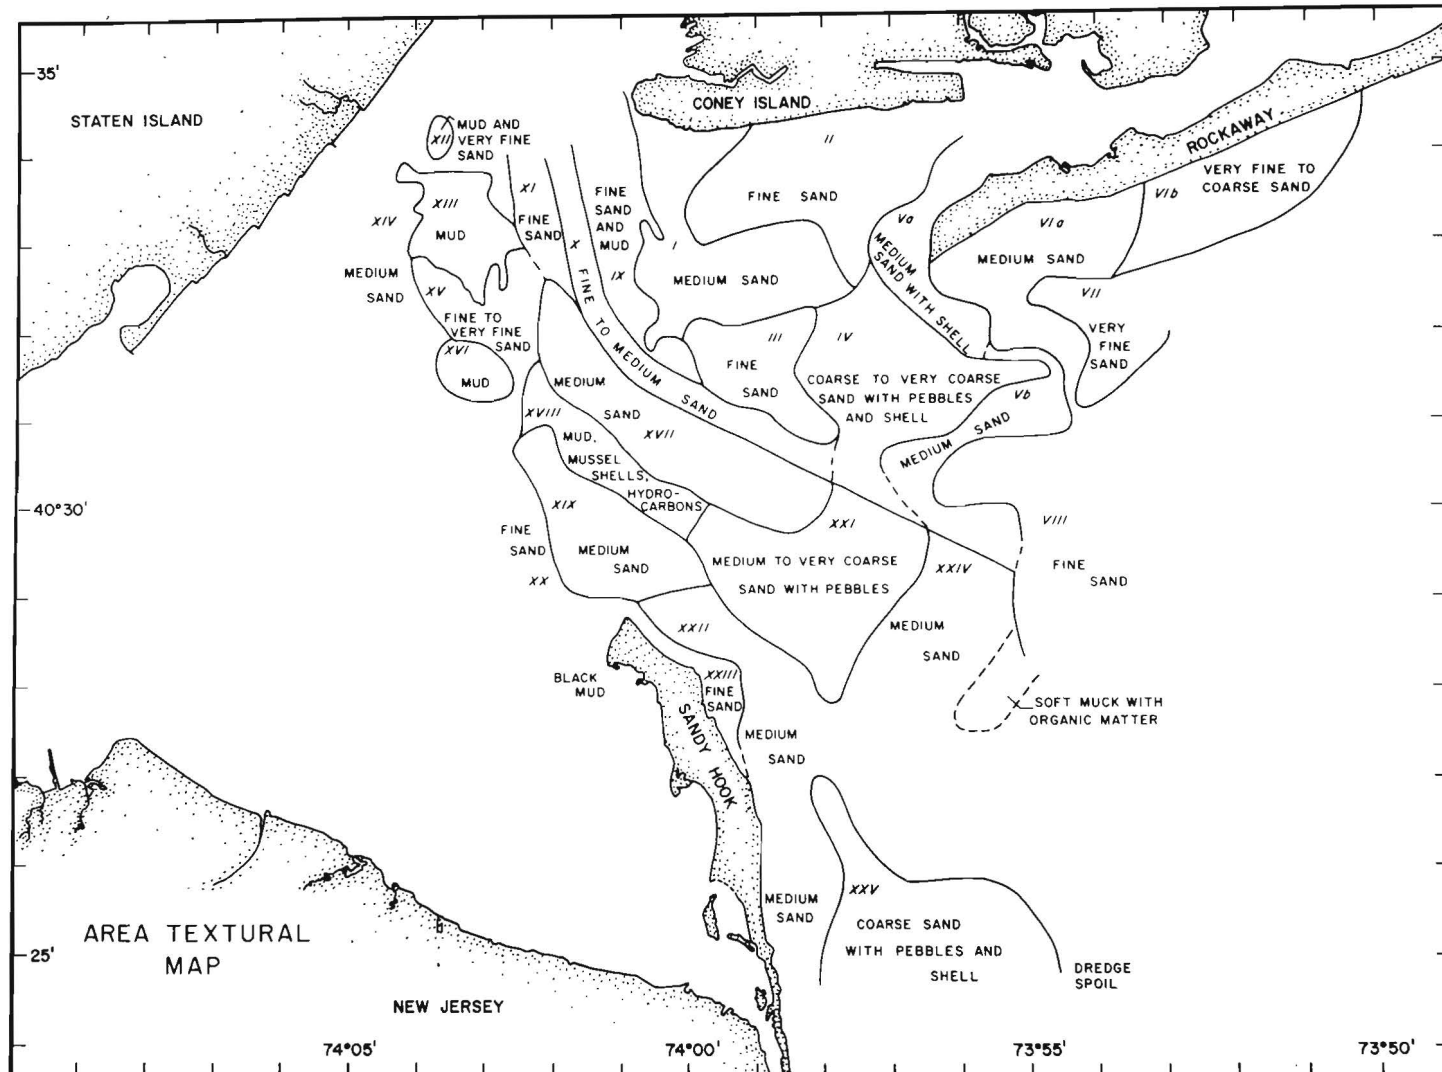 35'
STATEN ISLAND
CONEY ISLAND
ROCKAWAY
XII
MUD AND
VERY FINE
SAND
II
FINE SAND
VERY FINE TO
COARSE SAND
VIb
XI
FINE
SAND
FINE
SAND
AND
MUD
IX
X
FINE TO MEDIUM SAND
XIV
MEDIUM
SAND
XIII
MUD
I
MEDIUM SAND
Va
MEDIUM
SAND WITH SHELL
VIa
MEDIUM SAND
VII
VERY
FINE
SAND
XV
FINE TO
VERY FINE
SAND
XVI
MUD
III
FINE
SAND
IV
COARSE TO VERY COARSE
SAND WITH PEBBLES
AND SHELL
Vb
MEDIUM SAND
MEDIUM
SAND
XVII
XVIII
MUD,
MUSSEL
SHELLS,
HYDRO-
CARBONS
40°30'
XIX
MEDIUM
SAND
FINE
SAND
XX
XXI
MEDIUM TO VERY COARSE
SAND WITH PEBBLES
XXIV
MEDIUM
SAND
VIII
FINE
SAND
XXII
BLACK
MUD
XXIII
FINE
SAND
SANDY HOOK
SOFT MUCK WITH
ORGANIC MATTER
MEDIUM
SAND
MEDIUM
SAND
XXV
COARSE SAND
WITH PEBBLES AND
SHELL
DREDGE
SPOIL
AREA TEXTURAL
MAP
25'
NEW JERSEY
74°05'
74°00'
73°55'
73°50'